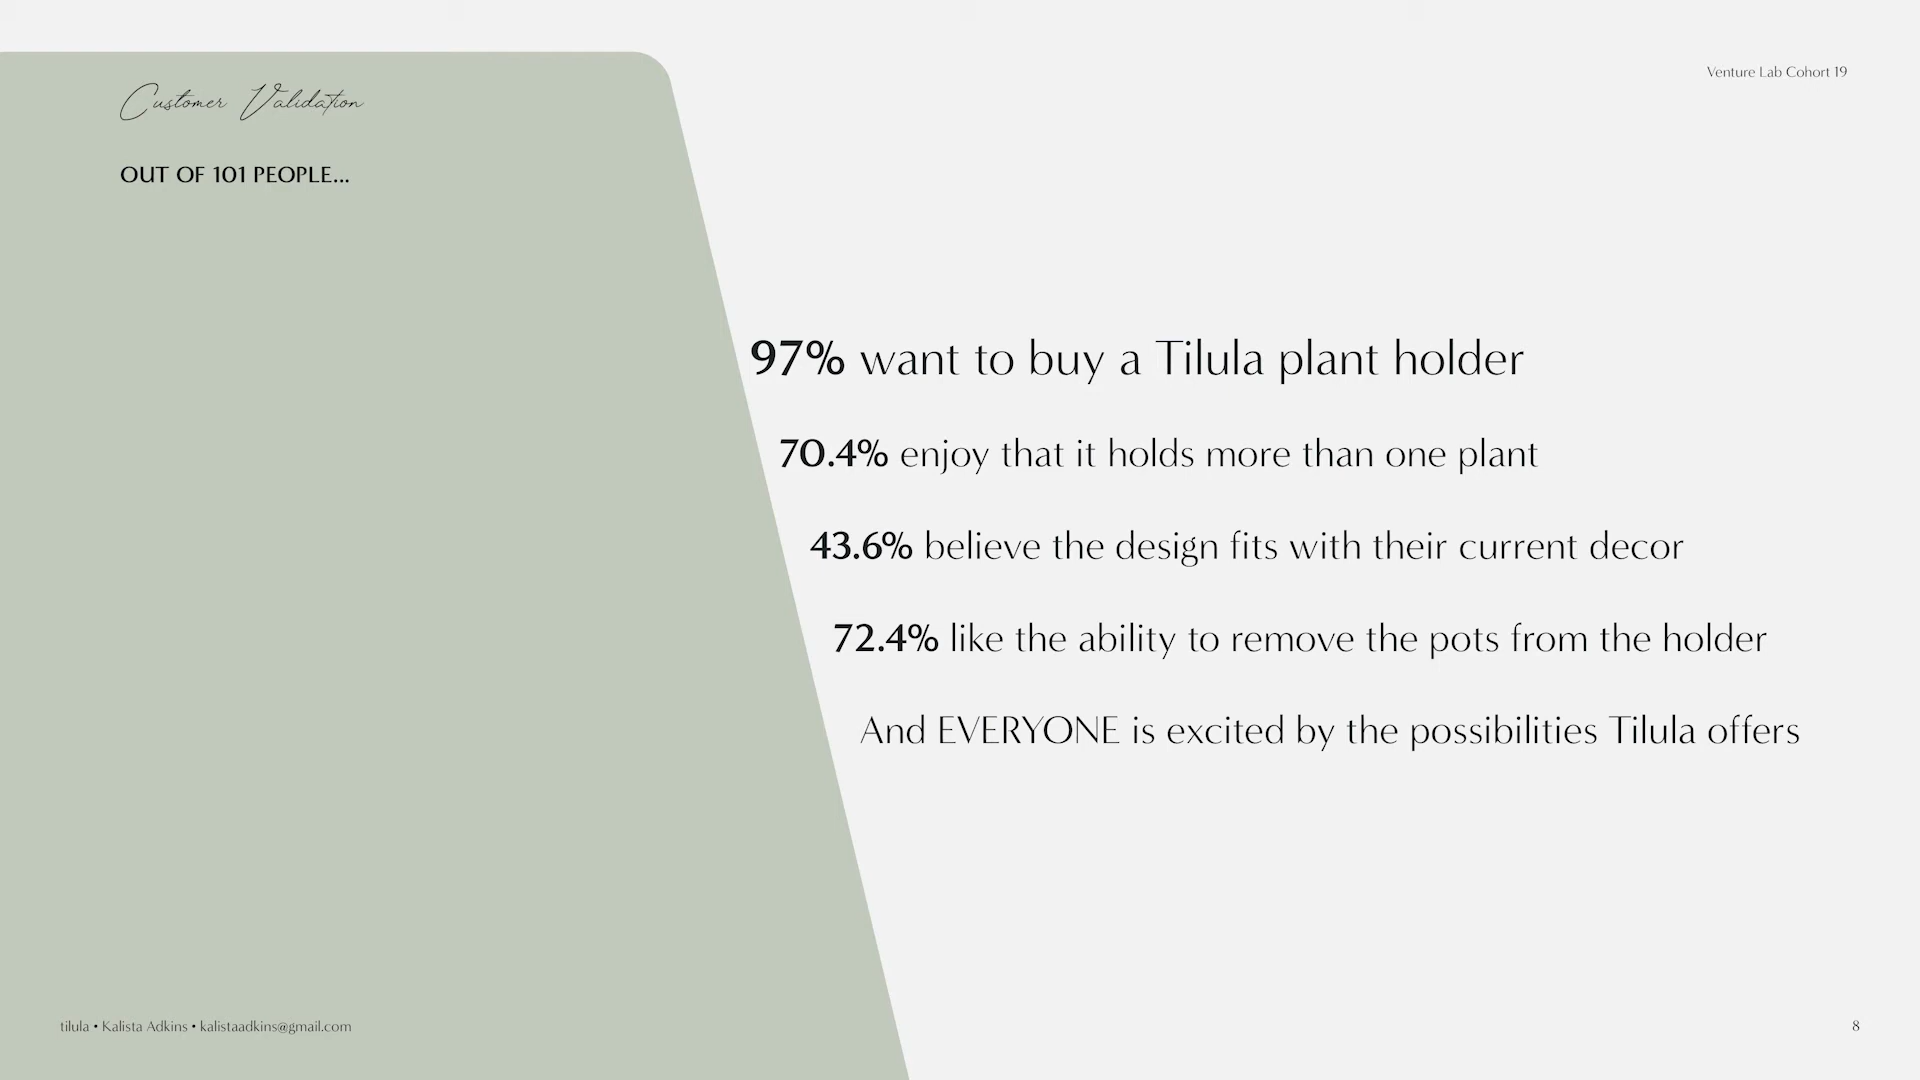 Customer Validation
Venture Lab Cohort 19
OUT OF 101 PEOPLE...
97% want to buy a Tilula plant holder
70.4% enjoy that it holds more than one plant
43.6% believe the design fits with their current decor
72.4% like the ability to remove the pots from the holder
And EVERYONE is excited by the possibilities Tilula offers
tilula • Kalista Adkins • kalistaadkins@gmail.com
8